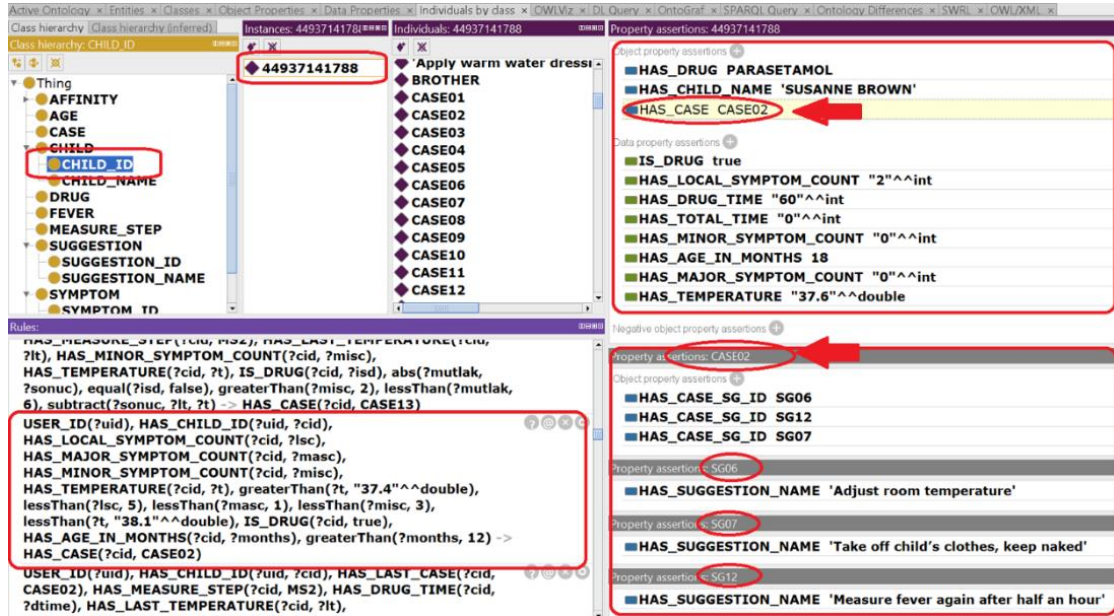 Active Ontology × Entities × Classes × Object Properties × Data Properties × Individuals by class × OWLViz × DL Query × OntoGraf × SPARQL Query × Ontology Differences × SWRL × OWL/XML ×
Class hierarchy Class hierarchy (inferred)
Class hierarchy: CHILD_ID
Thing
AFFINITY
AGE
CASE
CHILD
CHILD_ID
CHILD_NAME
DRUG
FEVER
MEASURE_STEP
SUGGESTION
SUGGESTION_ID
SUGGESTION_NAME
SYMPTOM
SYMPTOM_ID
Instances: 4493714178
44937141788
Individuals: 44937141788
'Apply warm water dressi
BROTHER
CASE01
CASE02
CASE03
CASE04
CASE05
CASE06
CASE07
CASE08
CASE09
CASE10
CASE11
CASE12
Property assertions: 44937141788
Object property assertions
HAS_DRUG PARASETAMOL
HAS_CHILD_NAME 'SUSANNE BROWN'
HAS_CASE CASE02
Data property assertions
IS_DRUG true
HAS_LOCAL_SYMPTOM_COUNT "2"^^int
HAS_DRUG_TIME "60"^^int
HAS_TOTAL_TIME "0"^^int
HAS_MINOR_SYMPTOM_COUNT "0"^^int
HAS_AGE_IN_MONTHS 18
HAS_MAJOR_SYMPTOM_COUNT "0"^^int
HAS_TEMPERATURE "37.6"^^double
Negative object property assertions
Rules:
HAS_MEASURE_STEP(?cid, MS2), HAS_LAST_TEMPERATURE(?cid,
?lt), HAS_MINOR_SYMPTOM_COUNT(?cid, ?misc),
HAS_TEMPERATURE(?cid, ?t), IS_DRUG(?cid, ?isd), abs(?mutlak,
?sonuc), equal(?isd, false), greaterThan(?misc, 2), lessThan(?mutlak,
6), subtract(?sonuc, ?lt, ?t) -> HAS_CASE(?cid, CASE13)
USER_ID(?uid), HAS_CHILD_ID(?uid, ?cid),
HAS_LOCAL_SYMPTOM_COUNT(?cid, ?lsc),
HAS_MAJOR_SYMPTOM_COUNT(?cid, ?masc),
HAS_MINOR_SYMPTOM_COUNT(?cid, ?misc),
HAS_TEMPERATURE(?cid, ?t), greaterThan(?t, "37.4"^^double),
lessThan(?lsc, 5), lessThan(?masc, 1), lessThan(?misc, 3),
lessThan(?t, "38.1"^^double), IS_DRUG(?cid, true),
HAS_AGE_IN_MONTHS(?cid, ?months), greaterThan(?months, 12) ->
HAS_CASE(?cid, CASE02)
USER_ID(?uid), HAS_CHILD_ID(?uid, ?cid), HAS_LAST_CASE(?cid,
CASE02), HAS_MEASURE_STEP(?cid, MS2), HAS_DRUG_TIME(?cid,
?dtime), HAS_LAST_TEMPERATURE(?cid, ?lt),
Property assertions: CASE02
Object property assertions
HAS_CASE_SG_ID SG06
HAS_CASE_SG_ID SG12
HAS_CASE_SG_ID SG07
Property assertions: SG06
HAS_SUGGESTION_NAME 'Adjust room temperature'
Property assertions: SG07
HAS_SUGGESTION_NAME 'Take off child's clothes, keep naked'
Property assertions: SG12
HAS_SUGGESTION_NAME 'Measure fever again after half an hour'